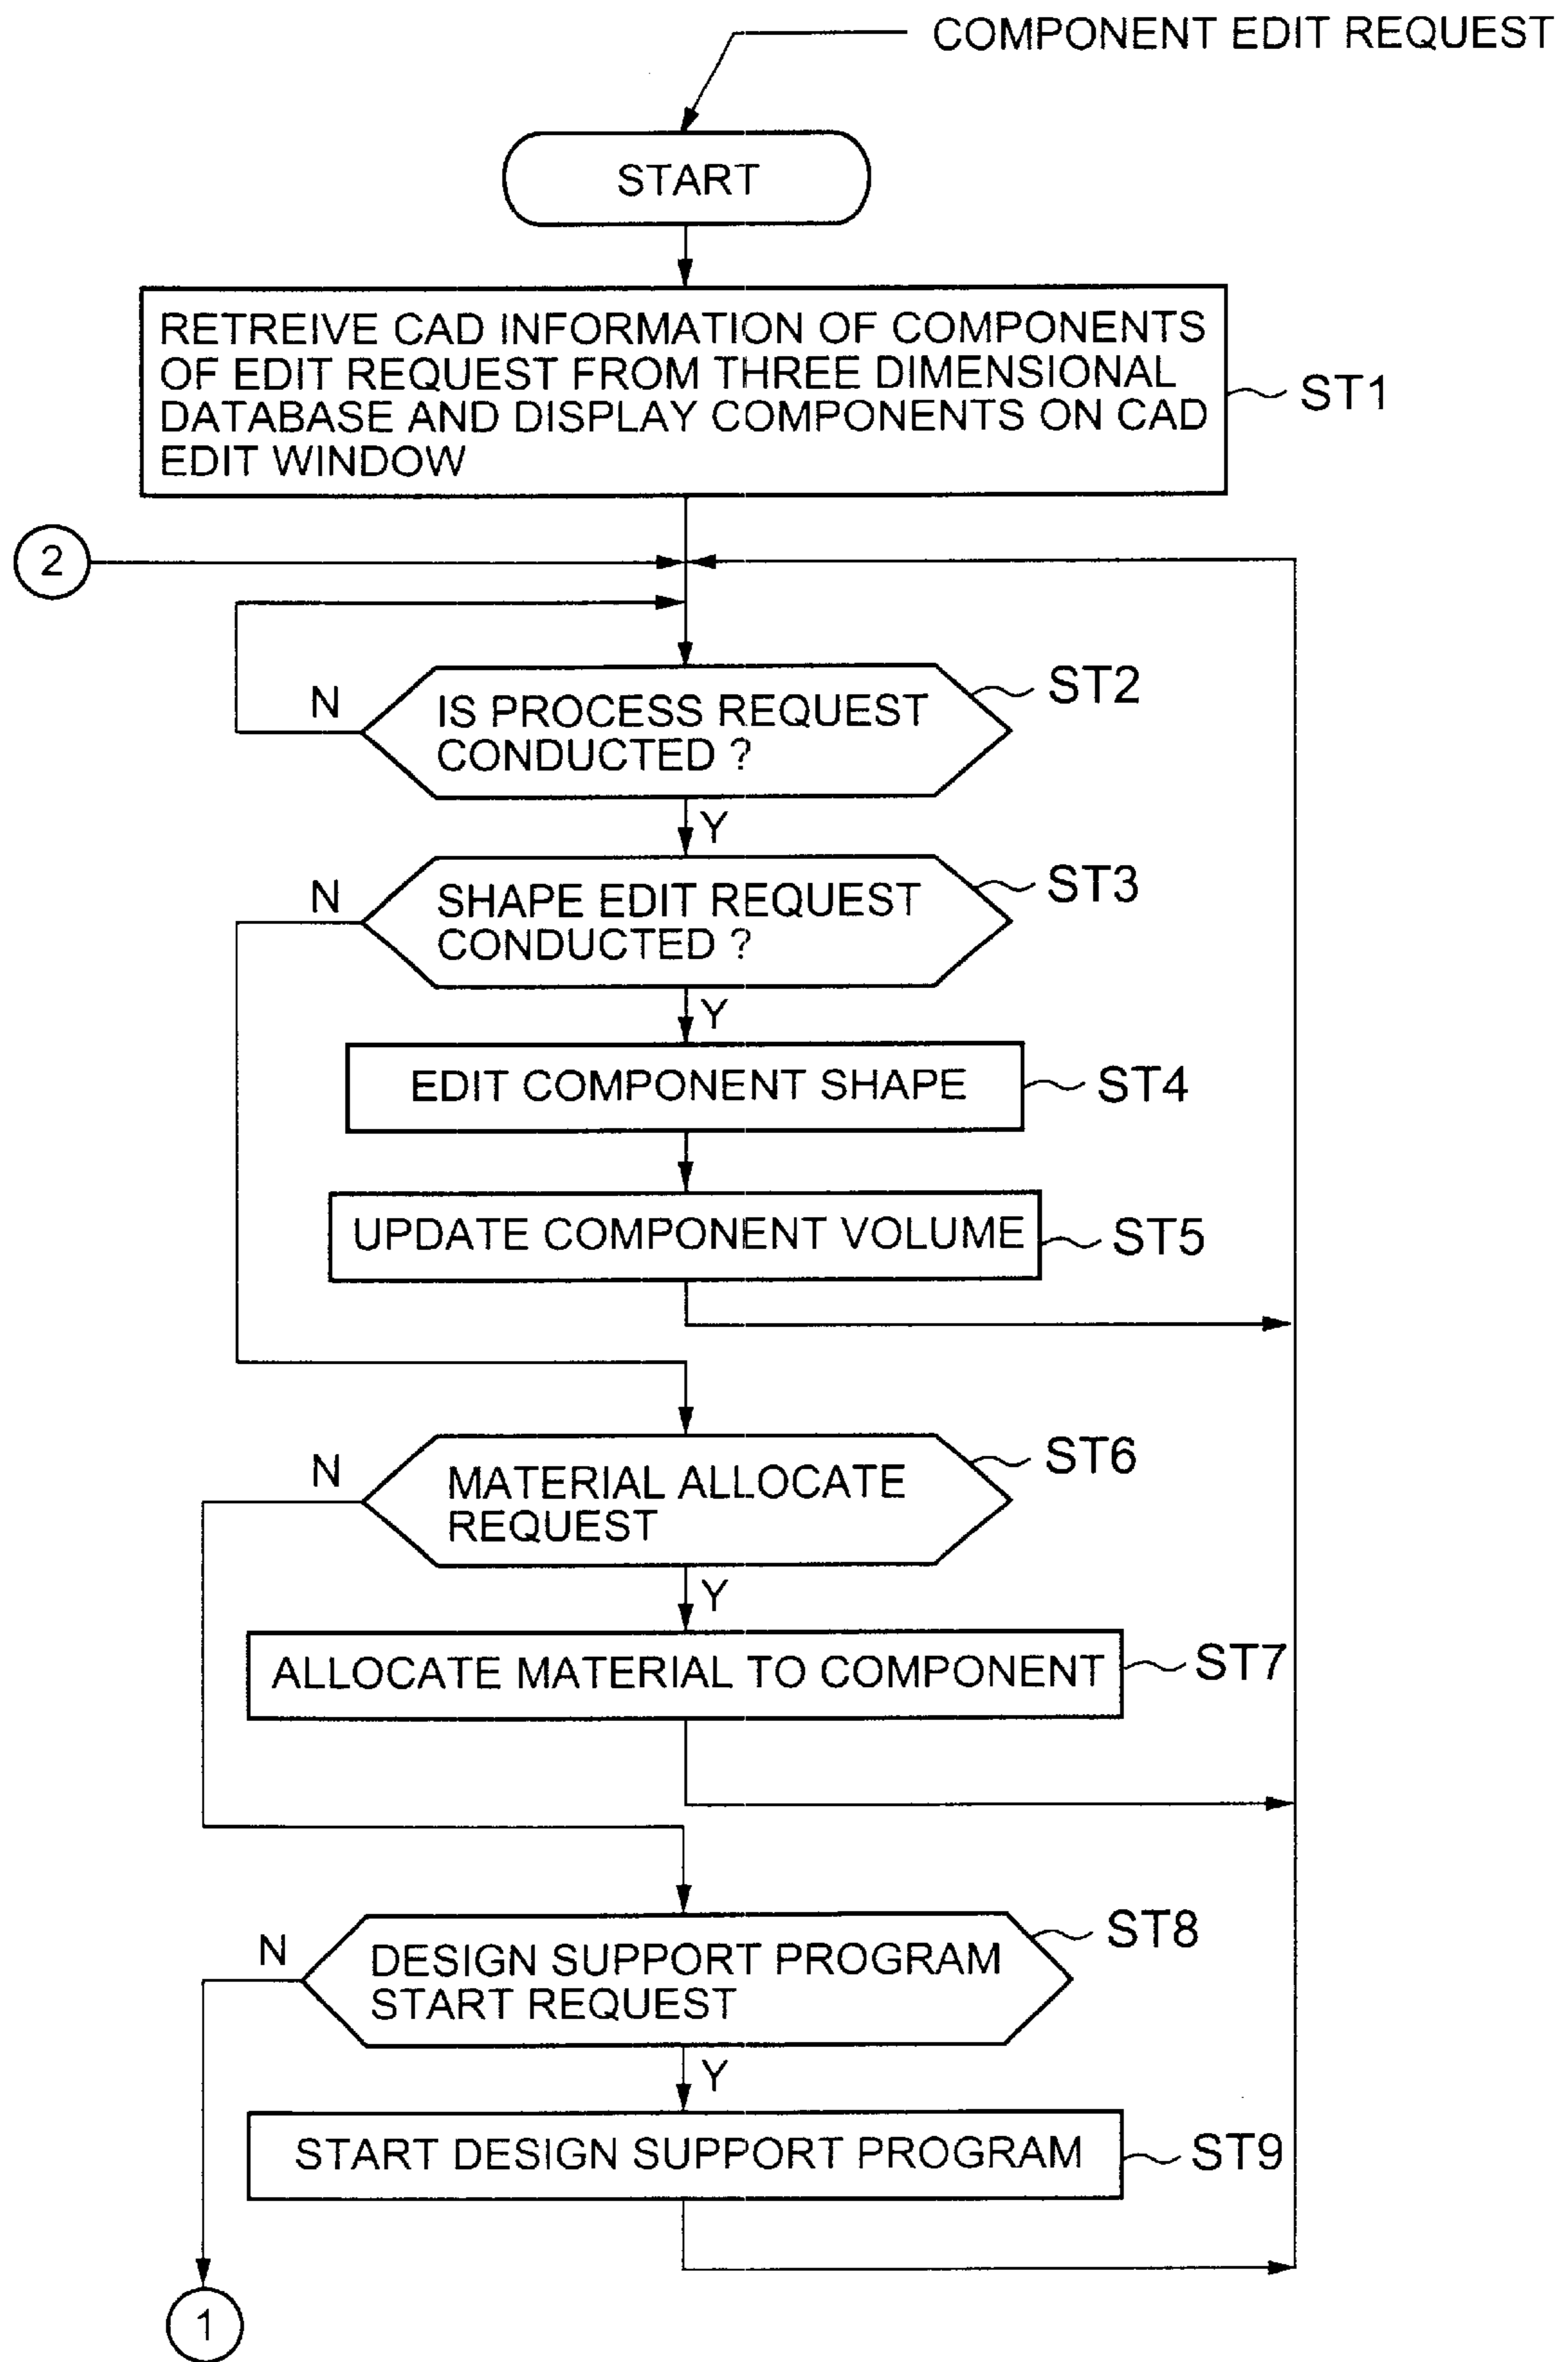 COMPONENT EDIT REQUEST
START
RETREIVE CAD INFORMATION OF COMPONENTS
OF EDIT REQUEST FROM THREE DIMENSIONAL
DATABASE AND DISPLAY COMPONENTS ON CAD
EDIT WINDOW
ST1
2
N
IS PROCESS REQUEST
CONDUCTED ?
ST2
Y
N
SHAPE EDIT REQUEST
CONDUCTED ?
ST3
Y
EDIT COMPONENT SHAPE
ST4
UPDATE COMPONENT VOLUME
ST5
N
MATERIAL ALLOCATE
REQUEST
ST6
Y
ALLOCATE MATERIAL TO COMPONENT
ST7
N
DESIGN SUPPORT PROGRAM
START REQUEST
ST8
Y
START DESIGN SUPPORT PROGRAM
ST9
1